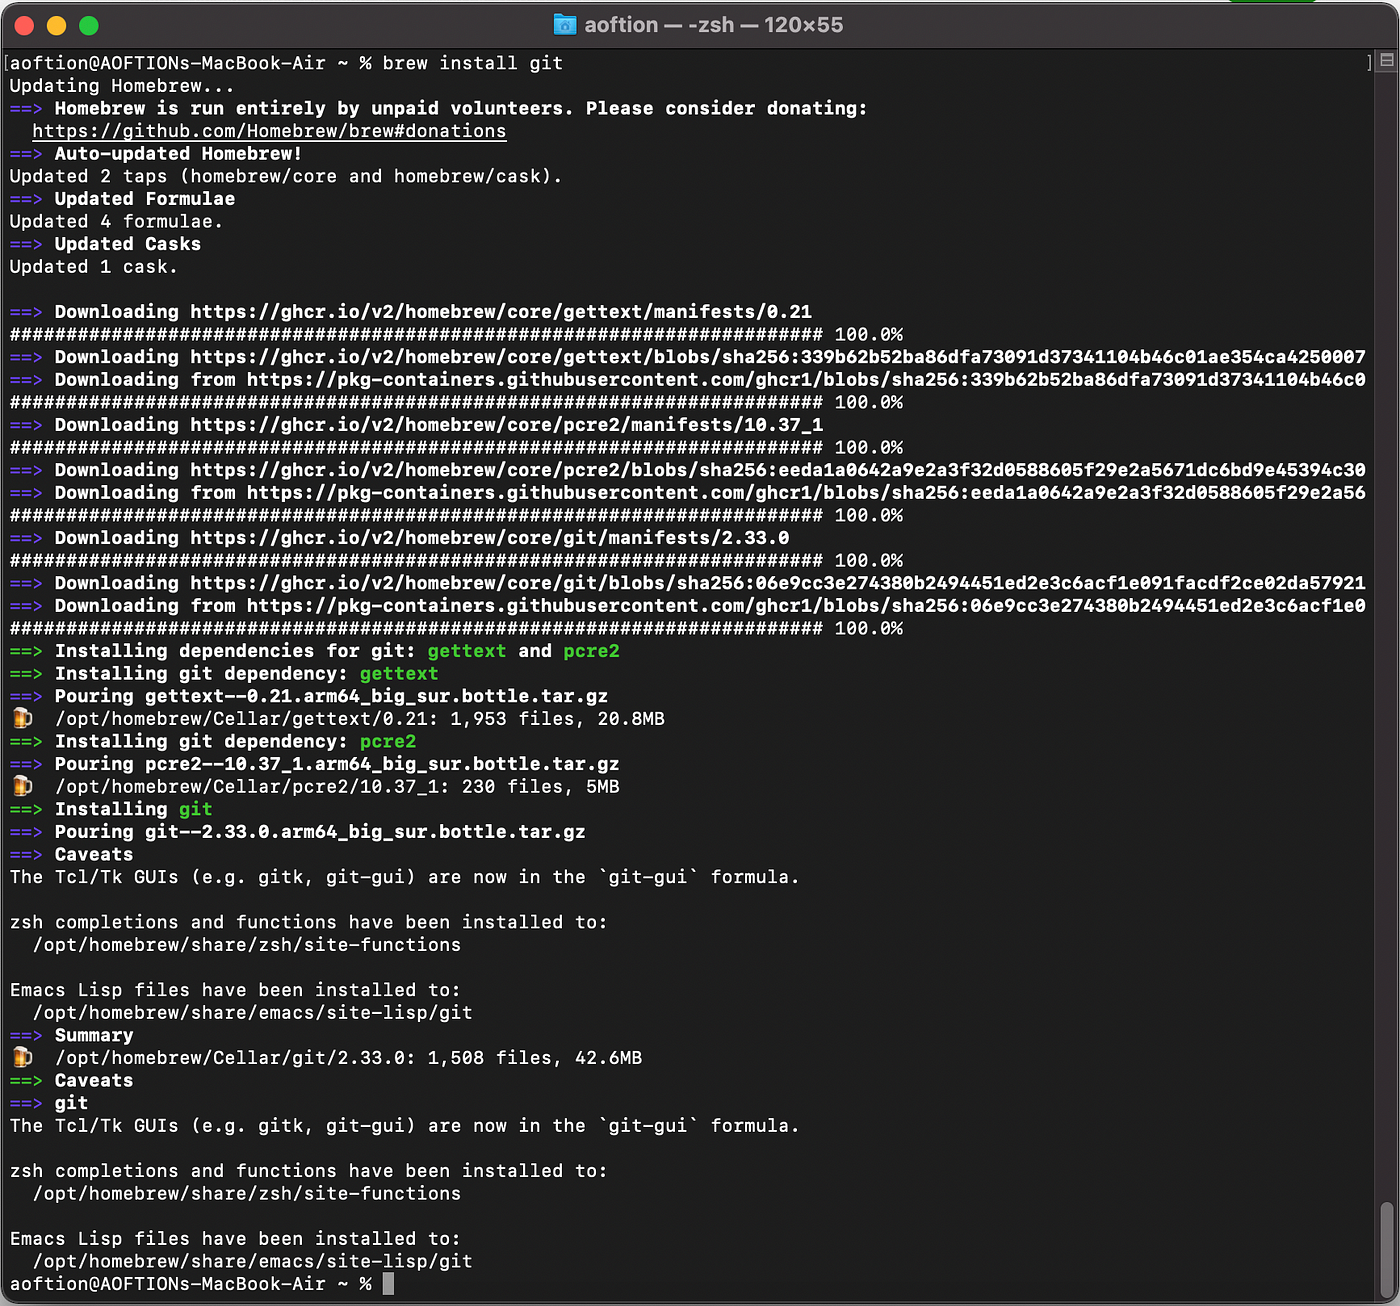 aoftion — -zsh — 120×55
[aoftion@AOFTIONs-MacBook-Air ~ % brew install git ]
Updating Homebrew...
==> Homebrew is run entirely by unpaid volunteers. Please consider donating:
  https://github.com/Homebrew/brew#donations
==> Auto-updated Homebrew!
Updated 2 taps (homebrew/core and homebrew/cask).
==> Updated Formulae
Updated 4 formulae.
==> Updated Casks
Updated 1 cask.

==> Downloading https://ghcr.io/v2/homebrew/core/gettext/manifests/0.21
######################################################################## 100.0%
==> Downloading https://ghcr.io/v2/homebrew/core/gettext/blobs/sha256:339b62b52ba86dfa73091d37341104b46c01ae354ca4250007
==> Downloading from https://pkg-containers.githubusercontent.com/ghcr1/blobs/sha256:339b62b52ba86dfa73091d37341104b46c0
######################################################################## 100.0%
==> Downloading https://ghcr.io/v2/homebrew/core/pcre2/manifests/10.37_1
######################################################################## 100.0%
==> Downloading https://ghcr.io/v2/homebrew/core/pcre2/blobs/sha256:eeda1a0642a9e2a3f32d0588605f29e2a5671dc6bd9e45394c30
==> Downloading from https://pkg-containers.githubusercontent.com/ghcr1/blobs/sha256:eeda1a0642a9e2a3f32d0588605f29e2a56
######################################################################## 100.0%
==> Downloading https://ghcr.io/v2/homebrew/core/git/manifests/2.33.0
######################################################################## 100.0%
==> Downloading https://ghcr.io/v2/homebrew/core/git/blobs/sha256:06e9cc3e274380b2494451ed2e3c6acf1e091facdf2ce02da57921
==> Downloading from https://pkg-containers.githubusercontent.com/ghcr1/blobs/sha256:06e9cc3e274380b2494451ed2e3c6acf1e0
######################################################################## 100.0%
==> Installing dependencies for git: gettext and pcre2
==> Installing git dependency: gettext
==> Pouring gettext--0.21.arm64_big_sur.bottle.tar.gz
🍺  /opt/homebrew/Cellar/gettext/0.21: 1,953 files, 20.8MB
==> Installing git dependency: pcre2
==> Pouring pcre2--10.37_1.arm64_big_sur.bottle.tar.gz
🍺  /opt/homebrew/Cellar/pcre2/10.37_1: 230 files, 5MB
==> Installing git
==> Pouring git--2.33.0.arm64_big_sur.bottle.tar.gz
==> Caveats
The Tcl/Tk GUIs (e.g. gitk, git-gui) are now in the `git-gui` formula.

zsh completions and functions have been installed to:
  /opt/homebrew/share/zsh/site-functions

Emacs Lisp files have been installed to:
  /opt/homebrew/share/emacs/site-lisp/git
==> Summary
🍺  /opt/homebrew/Cellar/git/2.33.0: 1,508 files, 42.6MB
==> Caveats
==> git
The Tcl/Tk GUIs (e.g. gitk, git-gui) are now in the `git-gui` formula.

zsh completions and functions have been installed to:
  /opt/homebrew/share/zsh/site-functions

Emacs Lisp files have been installed to:
  /opt/homebrew/share/emacs/site-lisp/git
aoftion@AOFTIONs-MacBook-Air ~ %